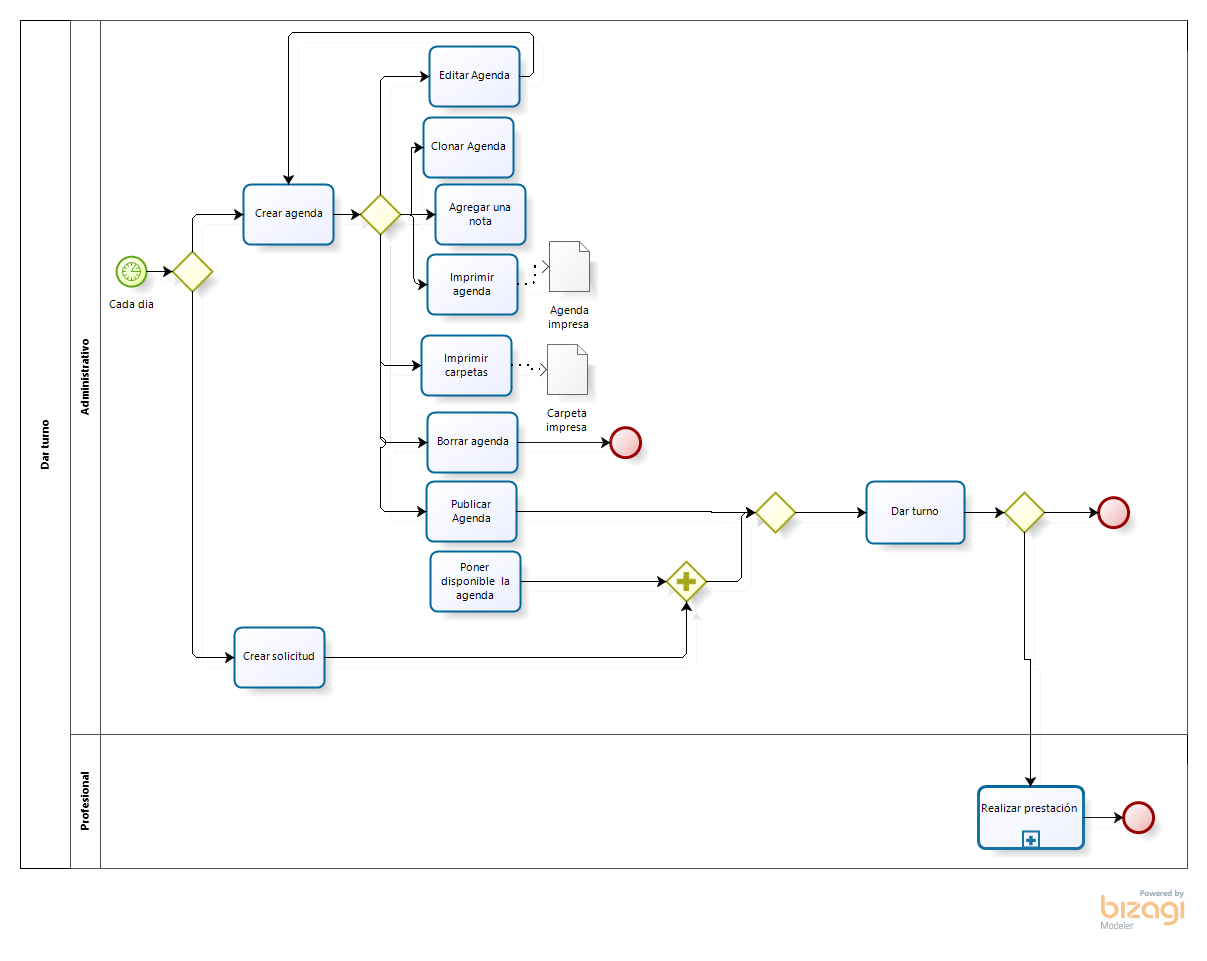 Dar turno
Administrativo
Profesional
Cada dia
Crear agenda
Editar Agenda
Clonar Agenda
Agregar una
nota
Imprimir
agenda
Agenda
impresa
Imprimir
carpetas
Carpeta
impresa
Borrar agenda
Publicar
Agenda
Poner
disponible la
agenda
Crear solicitud
Dar turno
Realizar prestación
Powered by
bizagi
Modeler